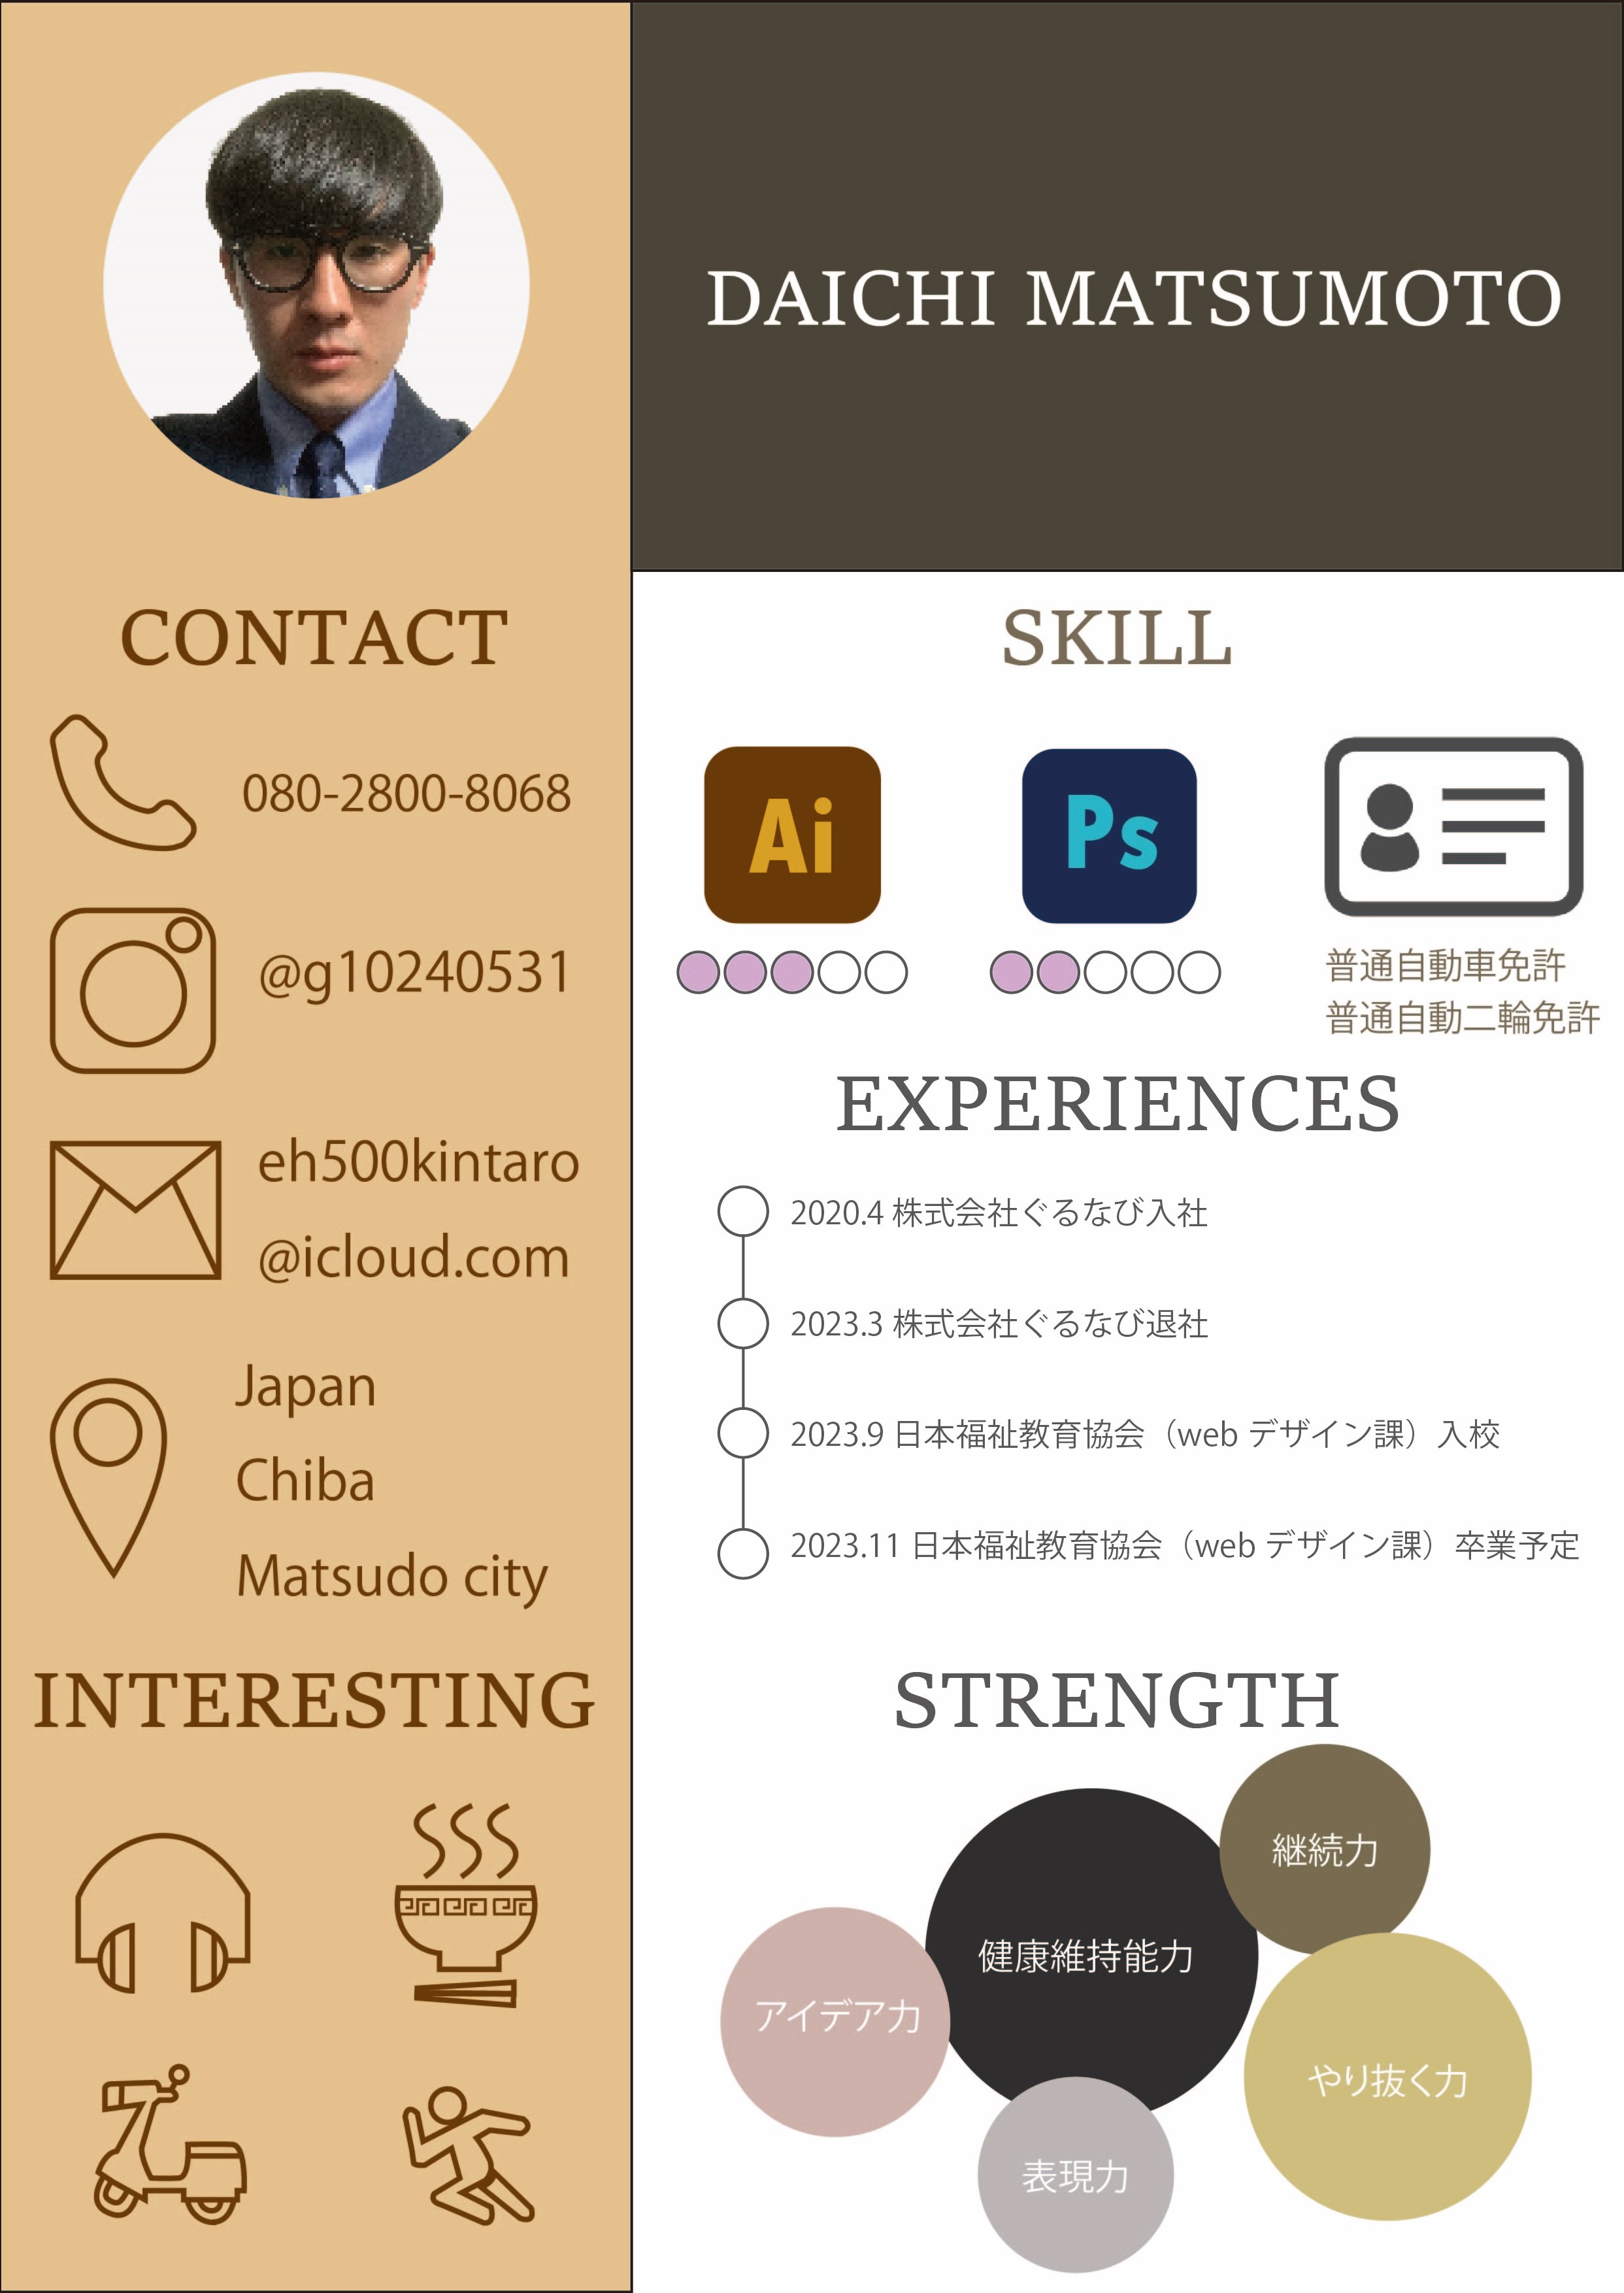 DAICHI MATSUMOTO
CONTACT
080-2800-8068
@g10240531
eh500kintaro
@icloud.com
Japan
Chiba
Matsudo city
INTERESTING
SKILL
Ai
Ps
普通自動車免許
普通自動二輪免許
EXPERIENCES
2020.4 株式会社ぐるなび入社
2023.3 株式会社ぐるなび退社
2023.9 日本福祉教育協会（web デザイン課）入校
2023.11 日本福祉教育協会（web デザイン課）卒業予定
STRENGTH
継続力
健康維持能力
アイデア力
やり抜く力
表現力